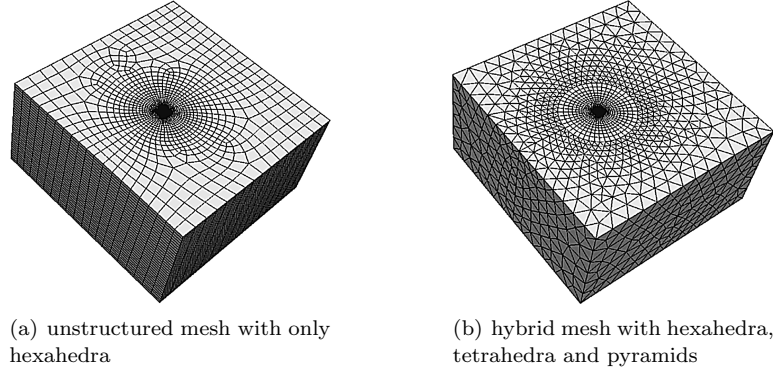 (a) unstructured mesh with only
hexahedra
(b) hybrid mesh with hexahedra,
tetrahedra and pyramids